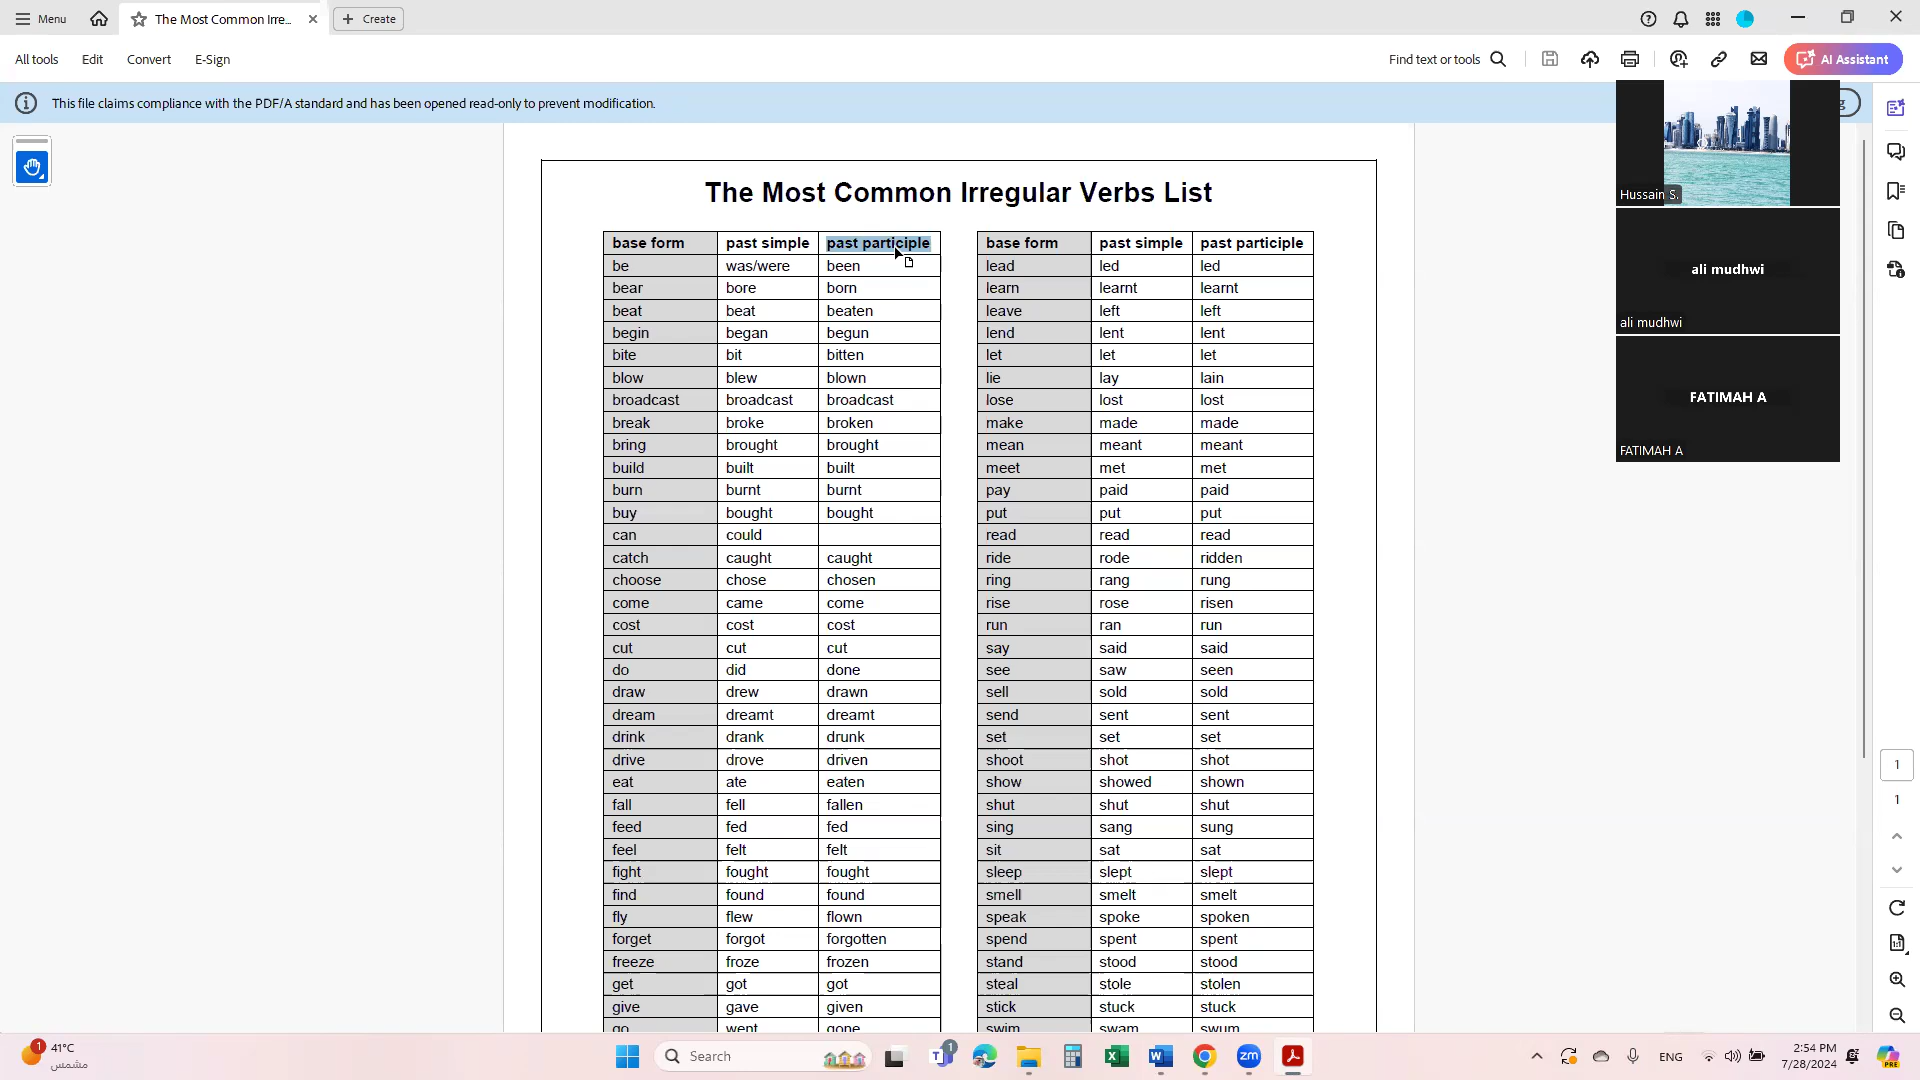 Menu The Most Common Irre... Create
All tools Edit Convert E-Sign Find text or tools AI Assistant
This file claims compliance with the PDF/A standard and has been opened read-only to prevent modification.
The Most Common Irregular Verbs List
base form past simple past participle
be was/were been
bear bore born
beat beat beaten
begin began begun
bite bit bitten
blow blew blown
broadcast broadcast broadcast
break broke broken
bring brought brought
build built built
burn burnt burnt
buy bought bought
can could
catch caught caught
choose chose chosen
come came come
cost cost cost
cut cut cut
do did done
draw drew drawn
dream dreamt dreamt
drink drank drunk
drive drove driven
eat ate eaten
fall fell fallen
feed fed fed
feel felt felt
fight fought fought
find found found
fly flew flown
forget forgot forgotten
freeze froze frozen
get got got
give gave given
go went gone
base form past simple past participle
lead led led
learn learnt learnt
leave left left
lend lent lent
let let let
lie lay lain
lose lost lost
make made made
mean meant meant
meet met met
pay paid paid
put put put
read read read
ride rode ridden
ring rang rung
rise rose risen
run ran run
say said said
see saw seen
sell sold sold
send sent sent
set set set
shoot shot shot
show showed shown
shut shut shut
sing sang sung
sit sat sat
sleep slept slept
smell smelt smelt
speak spoke spoken
spend spent spent
stand stood stood
steal stole stolen
stick stuck stuck
swim swam swum
Hussain S.
ali mudhwi
ali mudhwi
FATIMAH A
FATIMAH A
1
1
1
41°C
مشمس
Search
1
zm
ENG
2:54 PM
7/28/2024
PRE